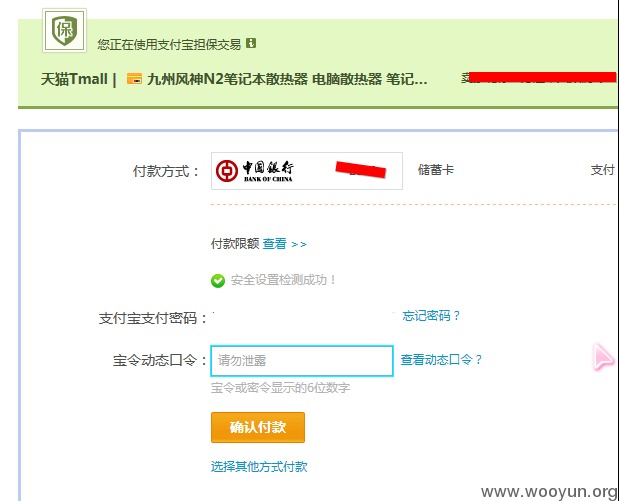 保
您正在使用支付宝担保交易
天猫Tmall | 九州风神N2笔记本散热器 电脑散热器 笔记...
付款方式： 中国银行 BANK OF CHINA 储蓄卡 支付
付款限额 查看 >>
安全设置检测成功！
支付宝支付密码： 忘记密码？
宝令动态口令： 请勿泄露 查看动态口令？
宝令或密令显示的6位数字
确认付款
选择其他方式付款
www.wooyun.org